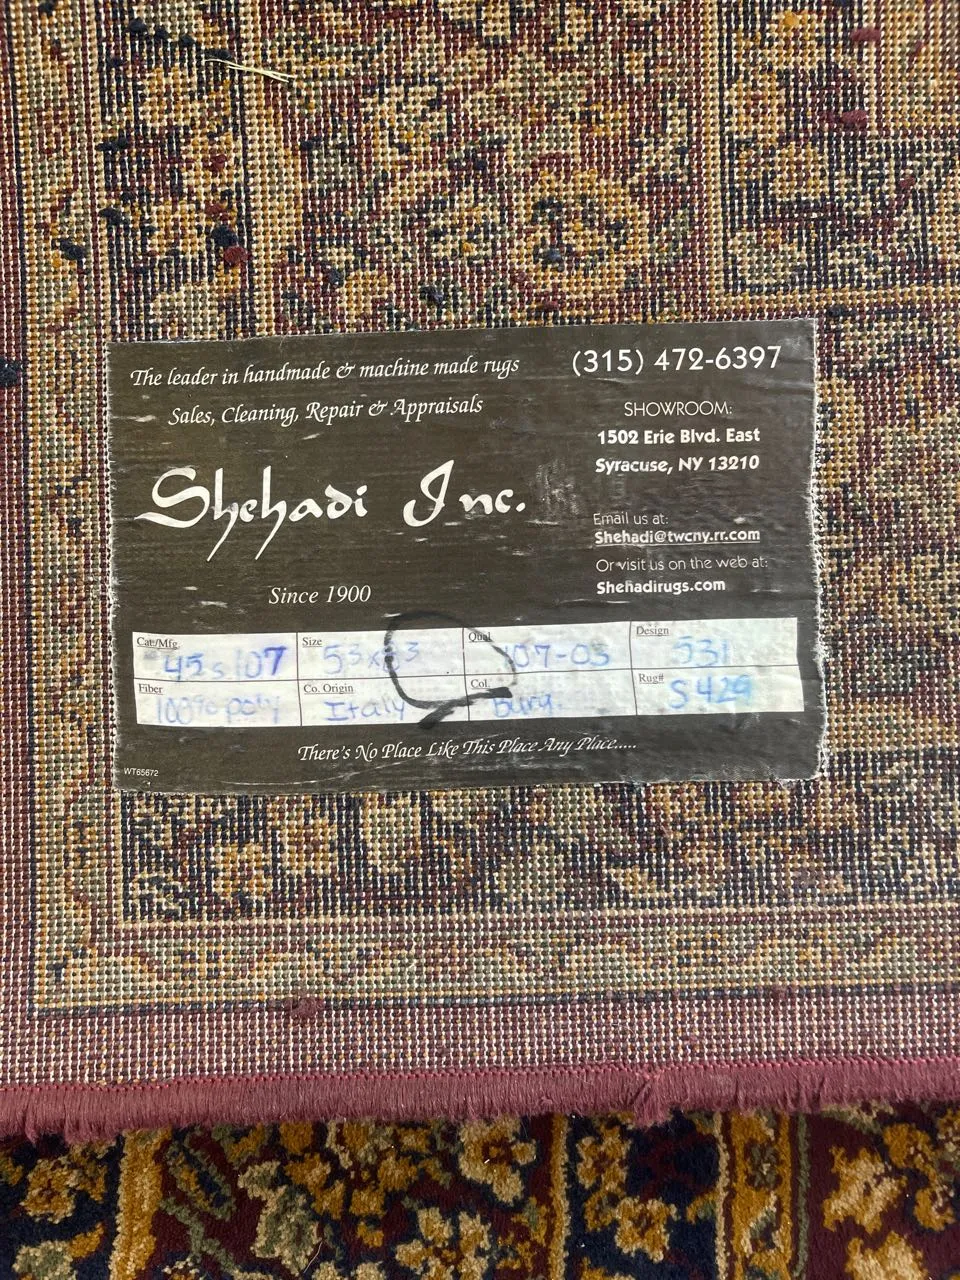 The leader in handmade & machine made rugs
Sales, Cleaning, Repair & Appraisals
Shehadi Inc.
Since 1900
(315) 472-6397
SHOWROOM:
1502 Erie Blvd. East
Syracuse, NY 13210
Email us at:
Shehadi@twcny.rr.com
Or visit us on the web at:
Shehadirugs.com
Cat/Mfg.
45s107
Size
53x83
Qual
107-03
Design
531
Fiber
100% poly
Co. Origin
Italy
Col.
Burg.
Rug#
S429
There's No Place Like This Place Any Place.....
WT65672